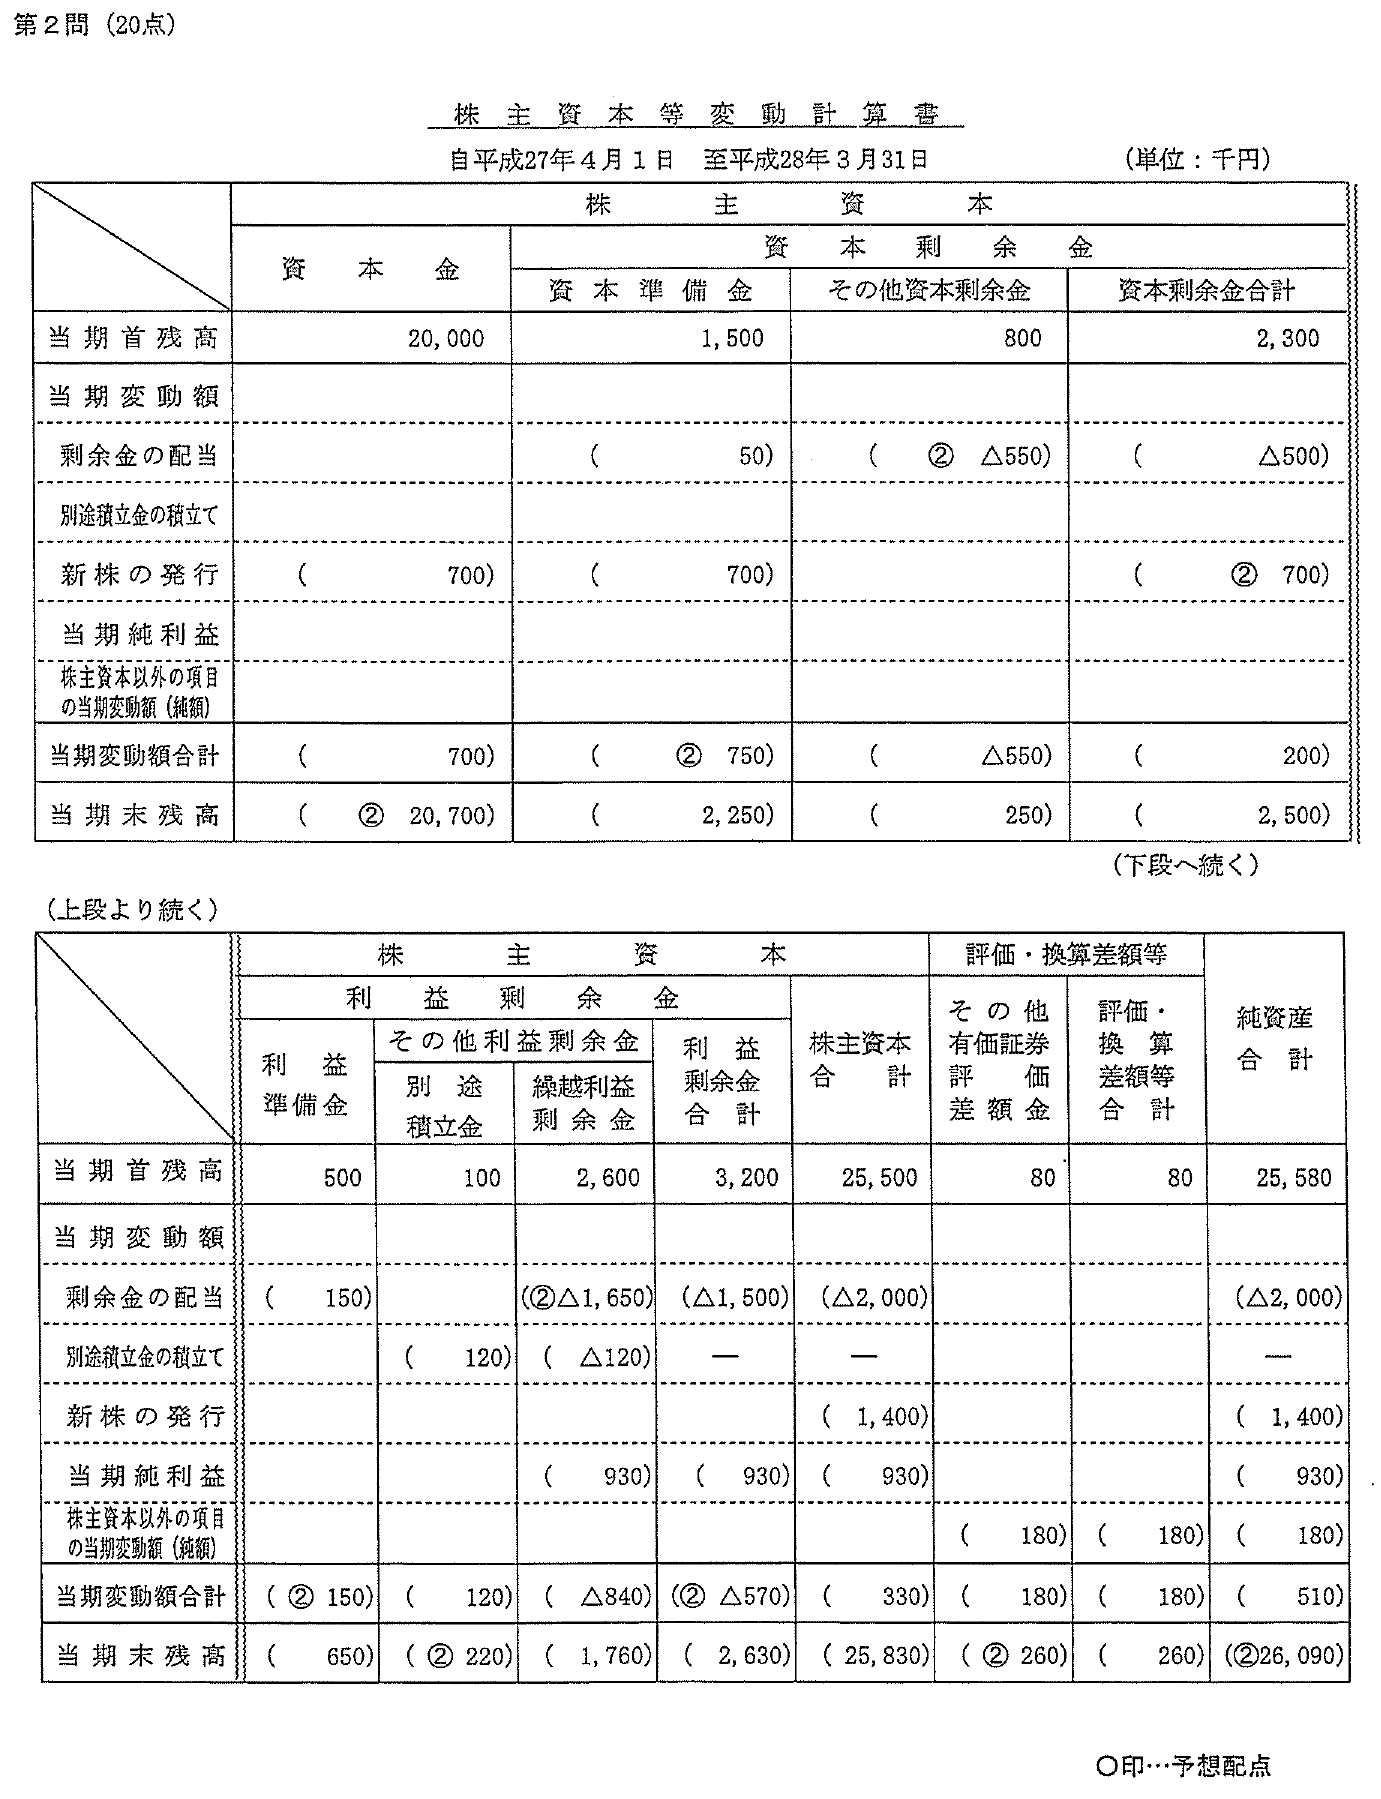 第2問（20点）
株主資本等変動計算書
自平成27年4月1日　至平成28年3月31日　（単位：千円）
株主資本
資本金　資本剰余金
資本準備金　その他資本剰余金　資本剰余金合計
当期首残高　20,000　1,500　800　2,300
当期変動額
剰余金の配当　( 50)　( ② △550)　( △500)
別途積立金の積立て
新株の発行　( 700)　( 700)　( ② 700)
当期純利益
株主資本以外の項目
の当期変動額（純額）
当期変動額合計　( 700)　( ② 750)　( △550)　( 200)
当期末残高　( ② 20,700)　( 2,250)　( 250)　( 2,500)
（下段へ続く）
（上段より続く）
株主資本　評価・換算差額等　純資産合計
利益剰余金　株主資本合計　その他有価証券評価差額金　評価・換算差額等合計
利益準備金　その他利益剰余金　利益剰余金合計
別途積立金　繰越利益剰余金
当期首残高　500　100　2,600　3,200　25,500　80　80　25,580
当期変動額
剰余金の配当　( 150)　(②△1,650)　(△1,500)　(△2,000)　(△2,000)
別途積立金の積立て　( 120)　( △120)　―　―　―
新株の発行　( 1,400)　( 1,400)
当期純利益　( 930)　( 930)　( 930)　( 930)
株主資本以外の項目
の当期変動額（純額）　( 180)　( 180)　( 180)
当期変動額合計　( ② 150)　( 120)　( △840)　(② △570)　( 330)　( 180)　( 180)　( 510)
当期末残高　( 650)　( ② 220)　( 1,760)　( 2,630)　( 25,830)　( ② 260)　( 260)　(②26,090)
〇印…予想配点